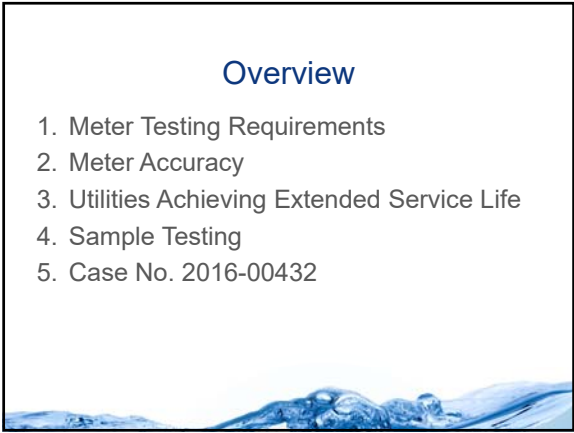 Overview
1. Meter Testing Requirements
2. Meter Accuracy
3. Utilities Achieving Extended Service Life
4. Sample Testing
5. Case No. 2016-00432